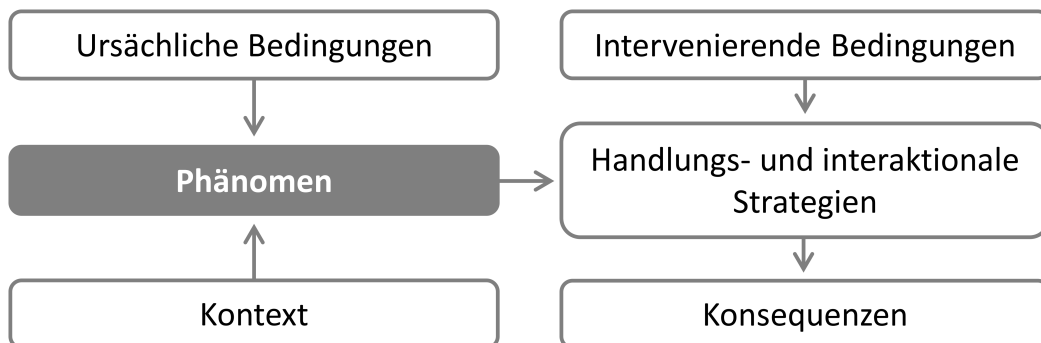 Ursächliche Bedingungen
Intervenierende Bedingungen
Phänomen
Handlungs- und interaktionale
Strategien
Kontext
Konsequenzen